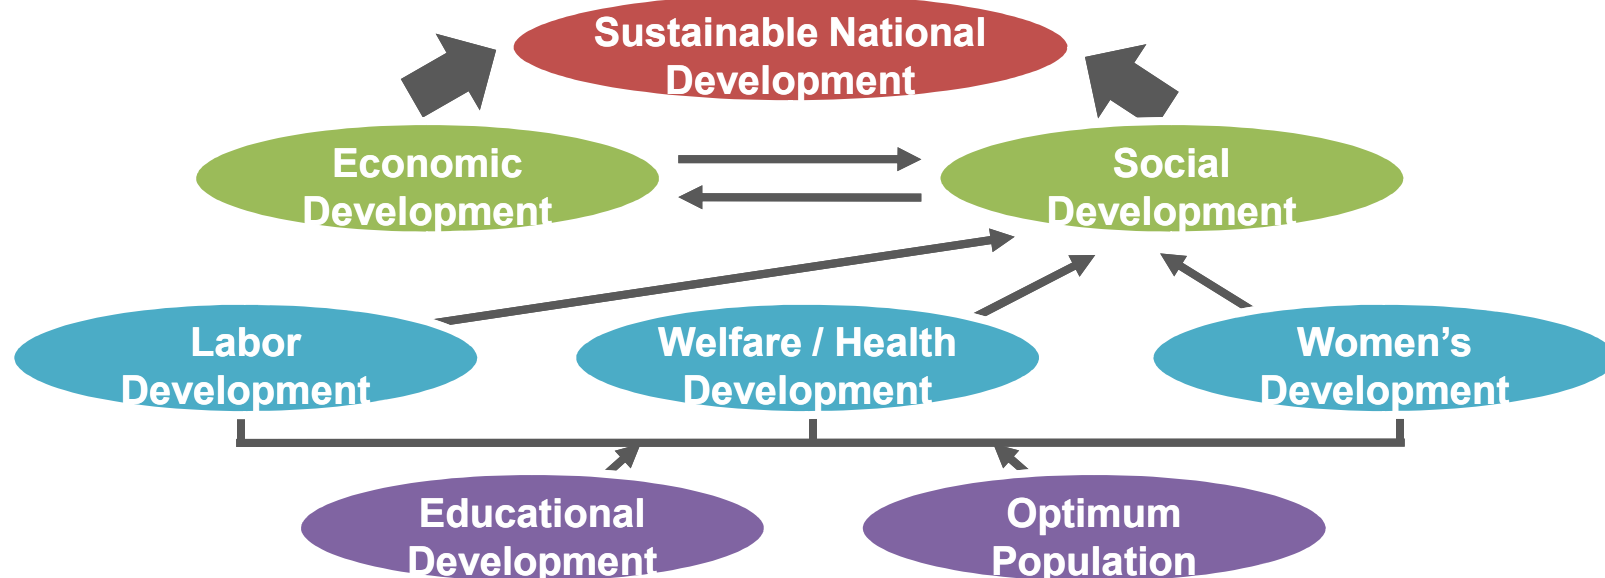 Sustainable National
Development
Economic
Development
Social
Development
Labor
Development
Welfare / Health
Development
Women’s
Development
Educational
Development
Optimum
Population